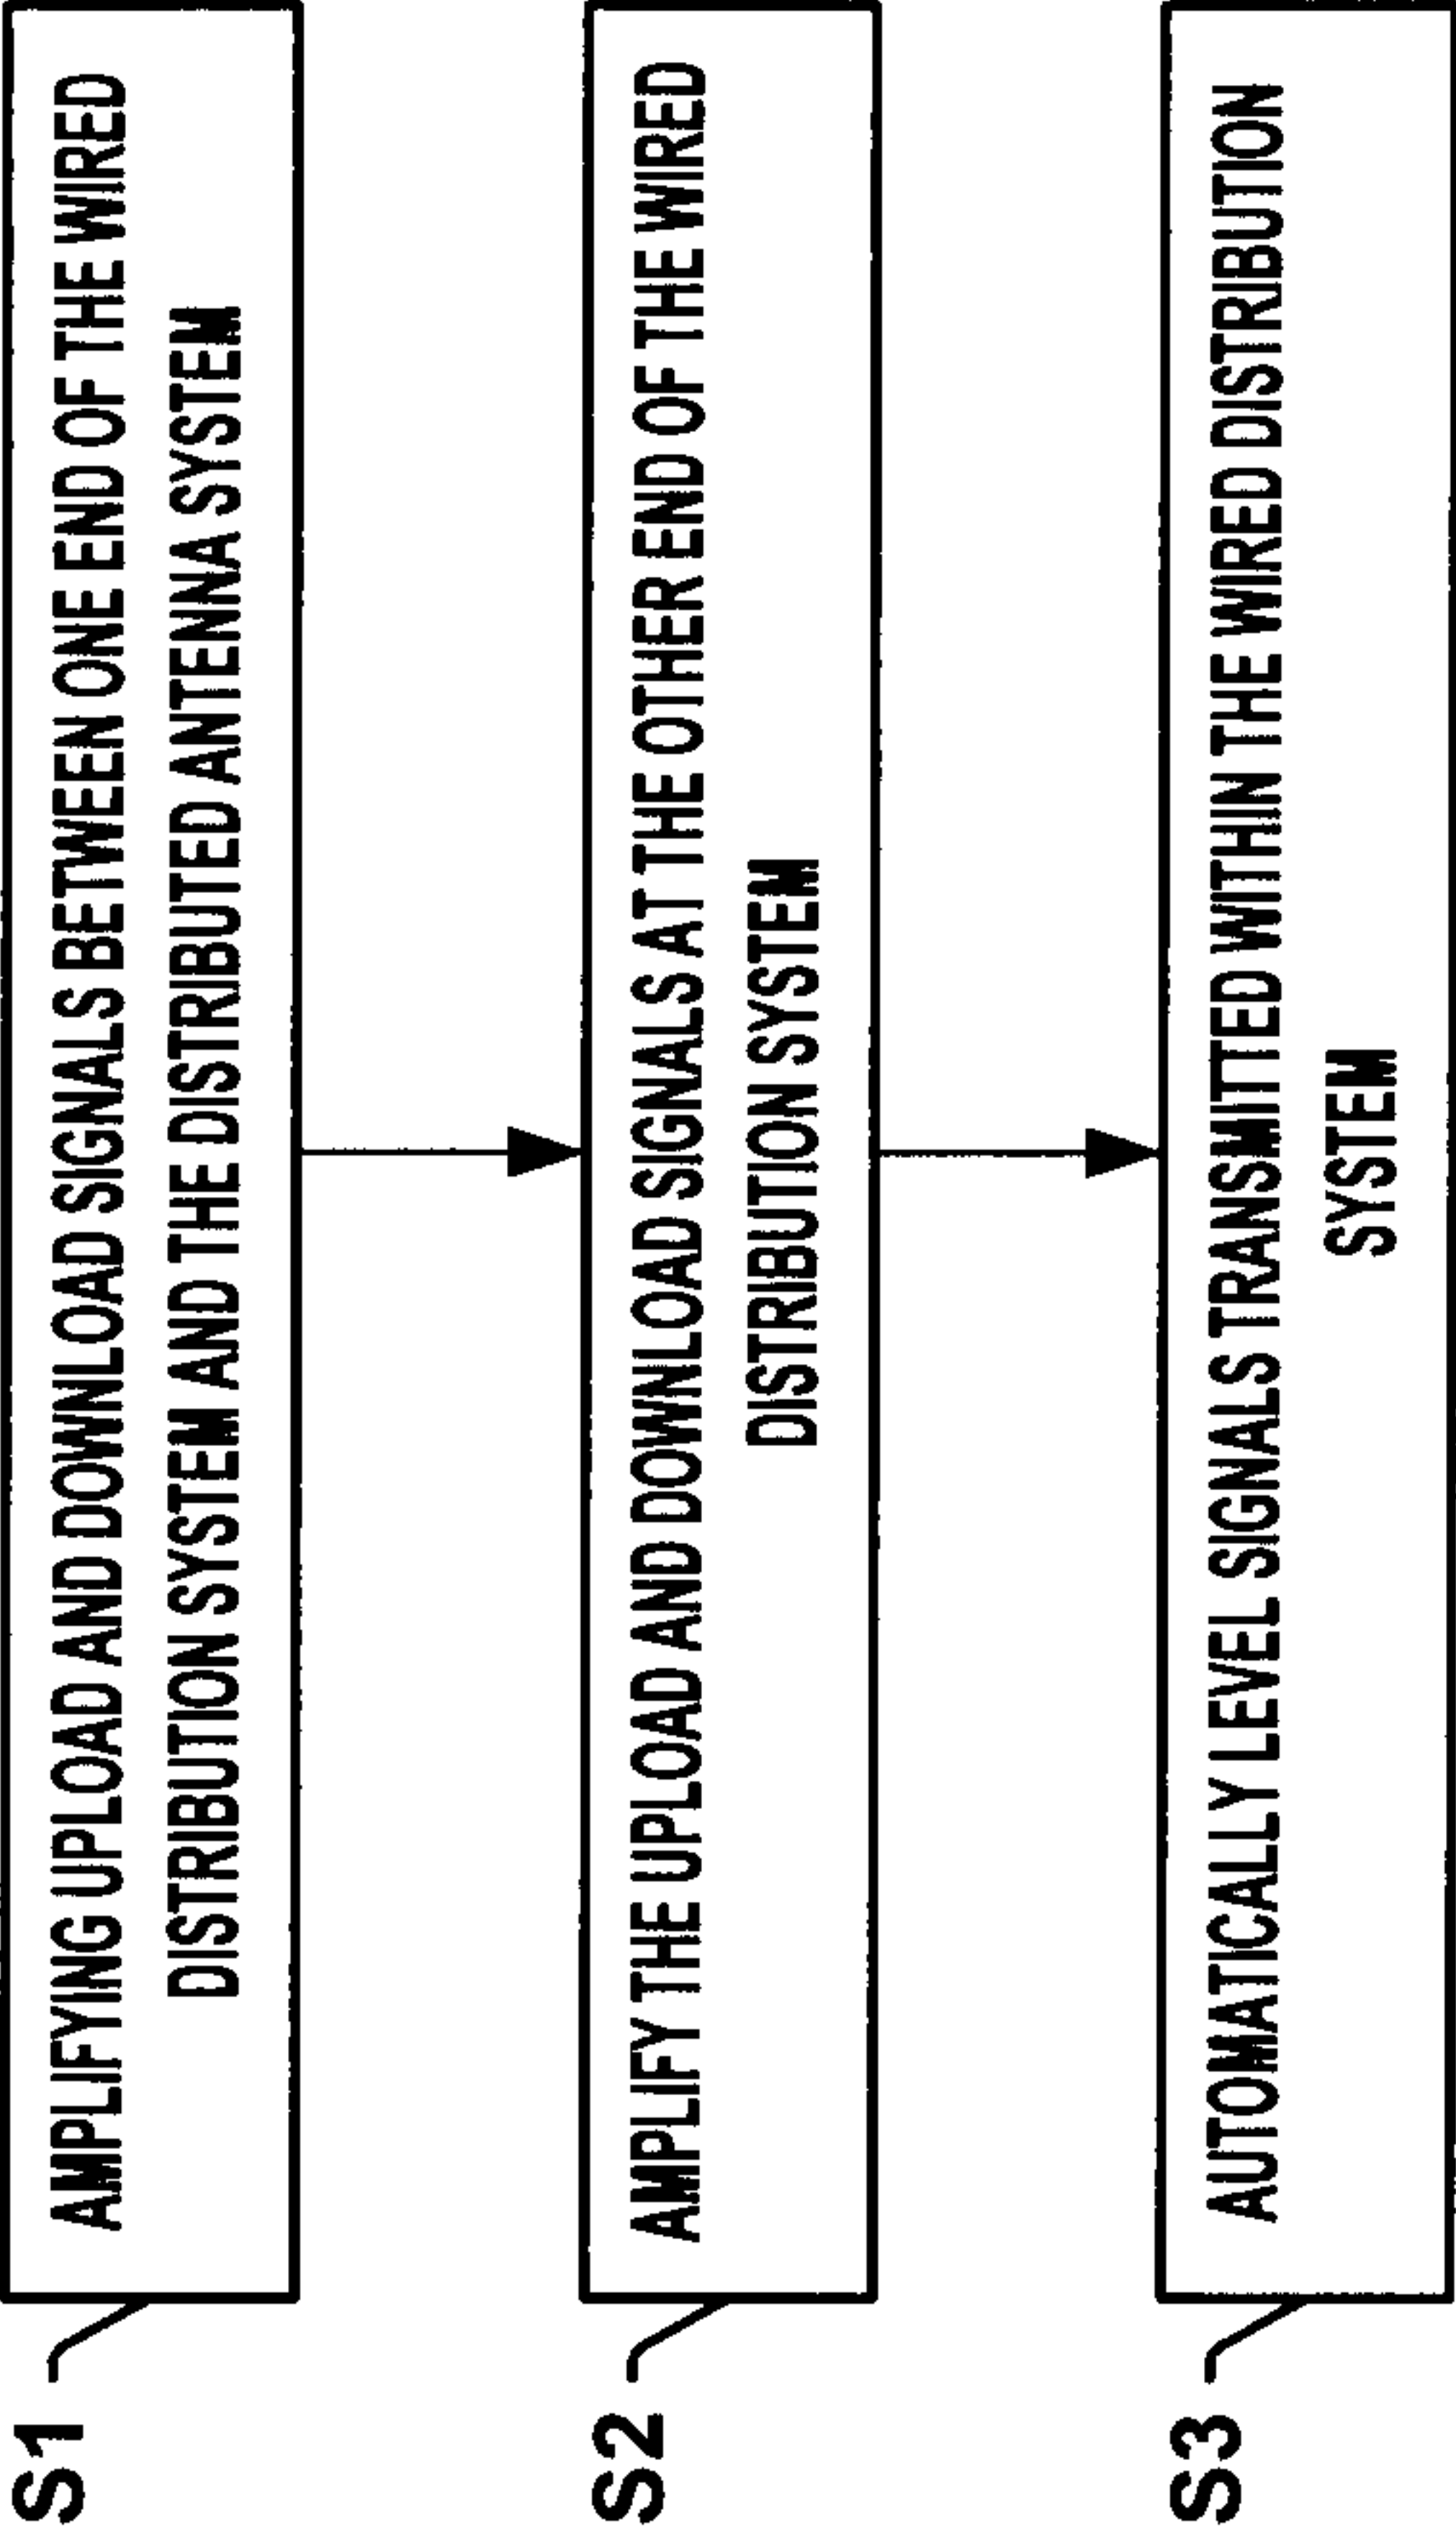 S1
AMPLIFYING UPLOAD AND DOWNLOAD SIGNALS BETWEEN ONE END OF THE WIRED
DISTRIBUTION SYSTEM AND THE DISTRIBUTED ANTENNA SYSTEM
S2
AMPLIFY THE UPLOAD AND DOWNLOAD SIGNALS AT THE OTHER END OF THE WIRED
DISTRIBUTION SYSTEM
S3
AUTOMATICALLY LEVEL SIGNALS TRANSMITTED WITHIN THE WIRED DISTRIBUTION
SYSTEM